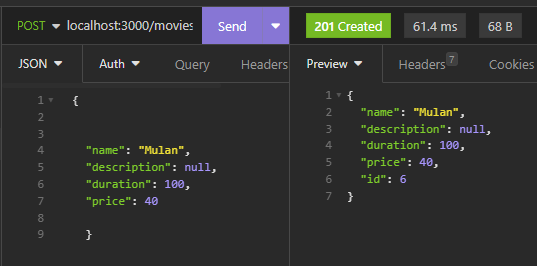 POST localhost:3000/movies Send
JSON Auth Query Headers
1 {
2
3
4 "name": "Mulan",
5 "description": null,
6 "duration": 100,
7 "price": 40
8
9 }
201 Created 61.4 ms 68 B
Preview Headers 7 Cookies
1 {
2 "name": "Mulan",
3 "description": null,
4 "duration": 100,
5 "price": 40,
6 "id": 6
7 }